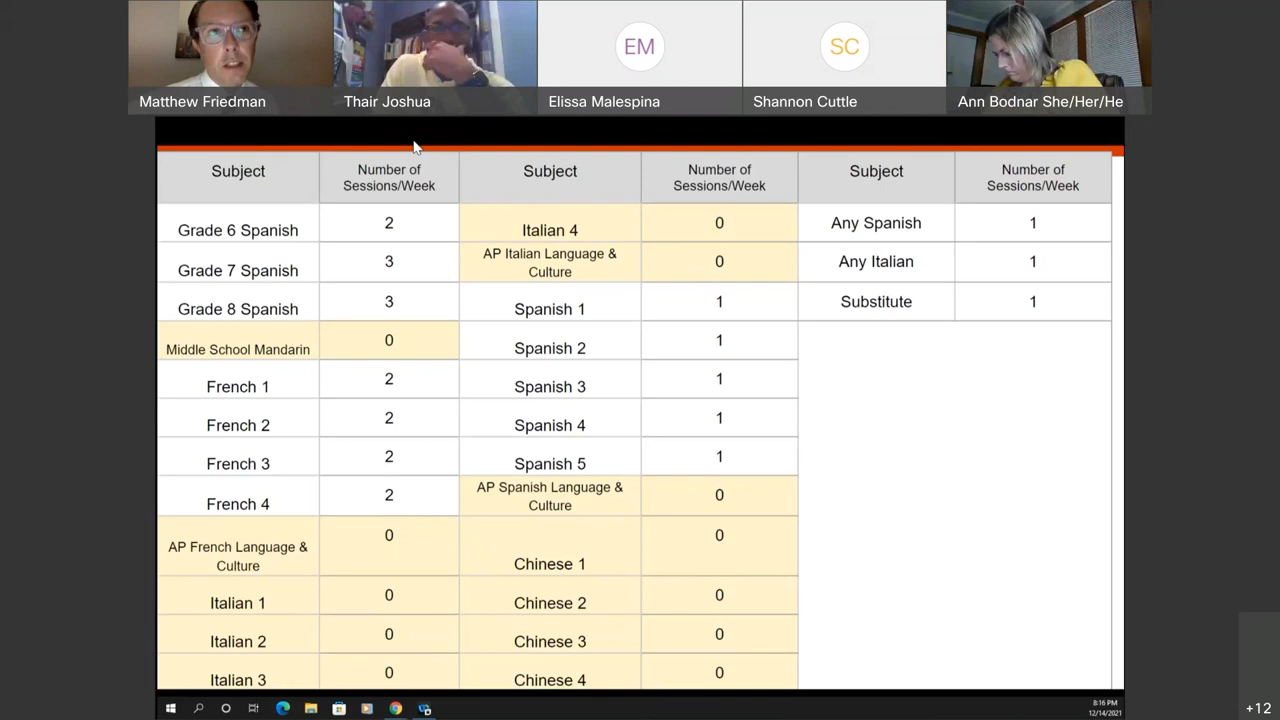 EM
SC
Matthew Friedman
Thair Joshua
Elissa Malespina
Shannon Cuttle
Ann Bodnar She/Her/He
Subject
Number of
Sessions/Week
Subject
Number of
Sessions/Week
Subject
Number of
Sessions/Week
Grade 6 Spanish
2
Italian 4
0
Any Spanish
1
Grade 7 Spanish
3
AP Italian Language &
Culture
0
Any Italian
1
Grade 8 Spanish
3
Spanish 1
1
Substitute
1
Middle School Mandarin
0
Spanish 2
1
French 1
2
Spanish 3
1
French 2
2
Spanish 4
1
French 3
2
Spanish 5
1
French 4
2
AP Spanish Language &
Culture
0
AP French Language &
Culture
0
Chinese 1
0
Italian 1
0
Chinese 2
0
Italian 2
0
Chinese 3
0
Italian 3
0
Chinese 4
0
8:16 PM
12/14/2021
+12